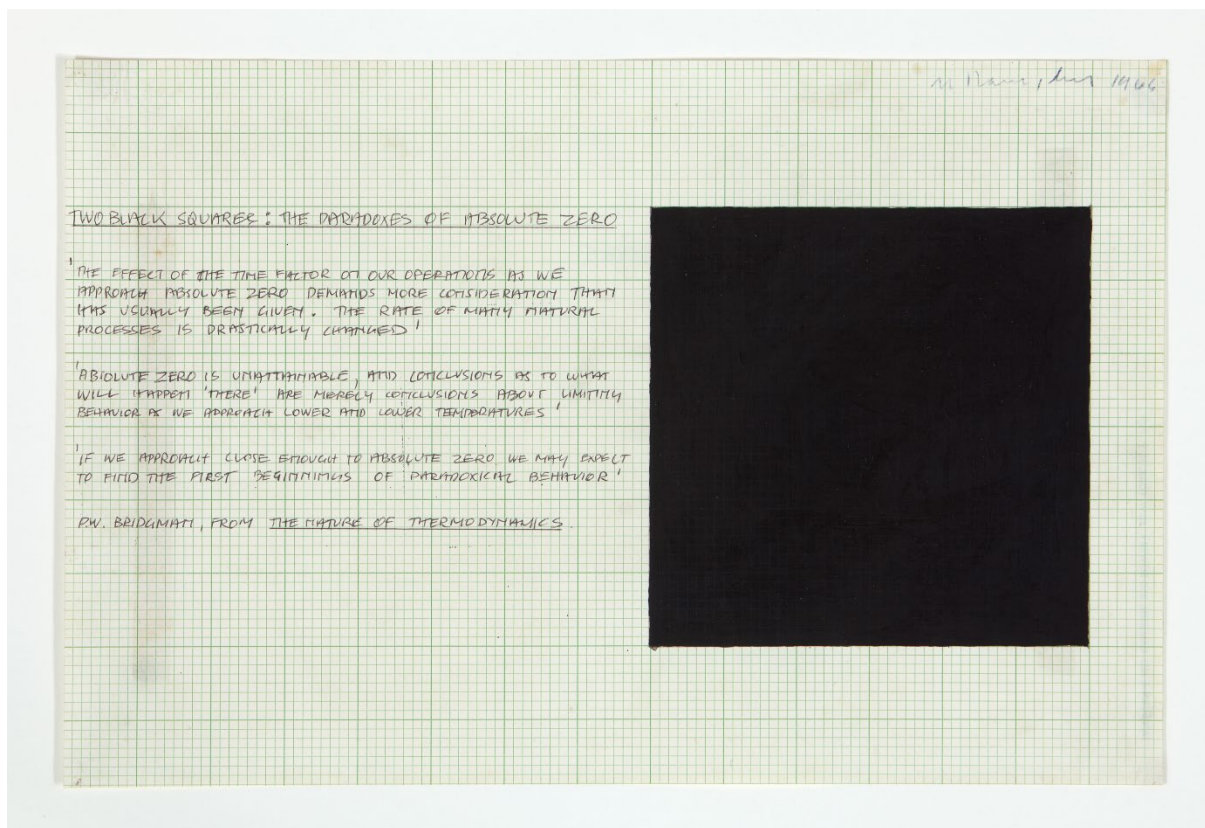 1966
TWO BLACK SQUARES: THE PARADOXES OF ABSOLUTE ZERO
'THE EFFECT OF THE TIME FACTOR ON OUR OPERATIONS AS WE
APPROACH ABSOLUTE ZERO DEMANDS MORE CONSIDERATION THAN
HAS USUALLY BEEN GIVEN. THE RATE OF MANY NATURAL
PROCESSES IS DRASTICALLY CHANGED'
'ABSOLUTE ZERO IS UNATTAINABLE, AND CONCLUSIONS AS TO WHAT
WILL HAPPEN 'THERE' ARE MERELY CONCLUSIONS ABOUT LIMITING
BEHAVIOR AS WE APPROACH LOWER AND LOWER TEMPERATURES'
'IF WE APPROACH CLOSE ENOUGH TO ABSOLUTE ZERO WE MAY EXPECT
TO FIND THE FIRST BEGINNINGS OF PARADOXICAL BEHAVIOR'
P.W. BRIDGMAN, FROM THE NATURE OF THERMODYNAMICS